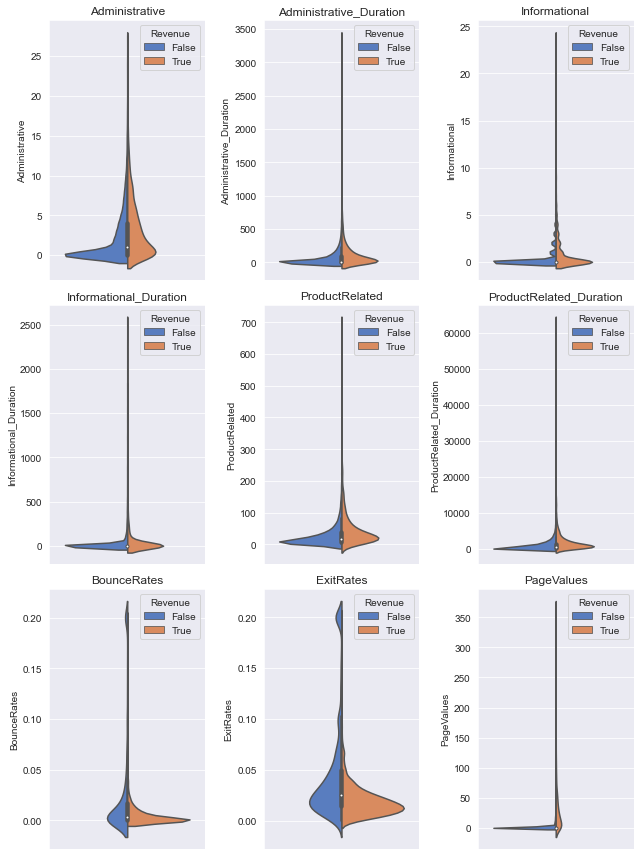 Administrative
Administrative
25
20
15
10
5
0
Revenue
False
True
Administrative_Duration
Administrative_Duration
3500
3000
2500
2000
1500
1000
500
0
Revenue
False
True
Informational
Informational
25
20
15
10
5
0
Revenue
False
True
Informational_Duration
Informational_Duration
2500
2000
1500
1000
500
0
Revenue
False
True
ProductRelated
ProductRelated
700
600
500
400
300
200
100
0
Revenue
False
True
ProductRelated_Duration
ProductRelated_Duration
60000
50000
40000
30000
20000
10000
0
Revenue
False
True
BounceRates
BounceRates
0.20
0.15
0.10
0.05
0.00
Revenue
False
True
ExitRates
ExitRates
0.20
0.15
0.10
0.05
0.00
Revenue
False
True
PageValues
PageValues
350
300
250
200
150
100
50
0
Revenue
False
True